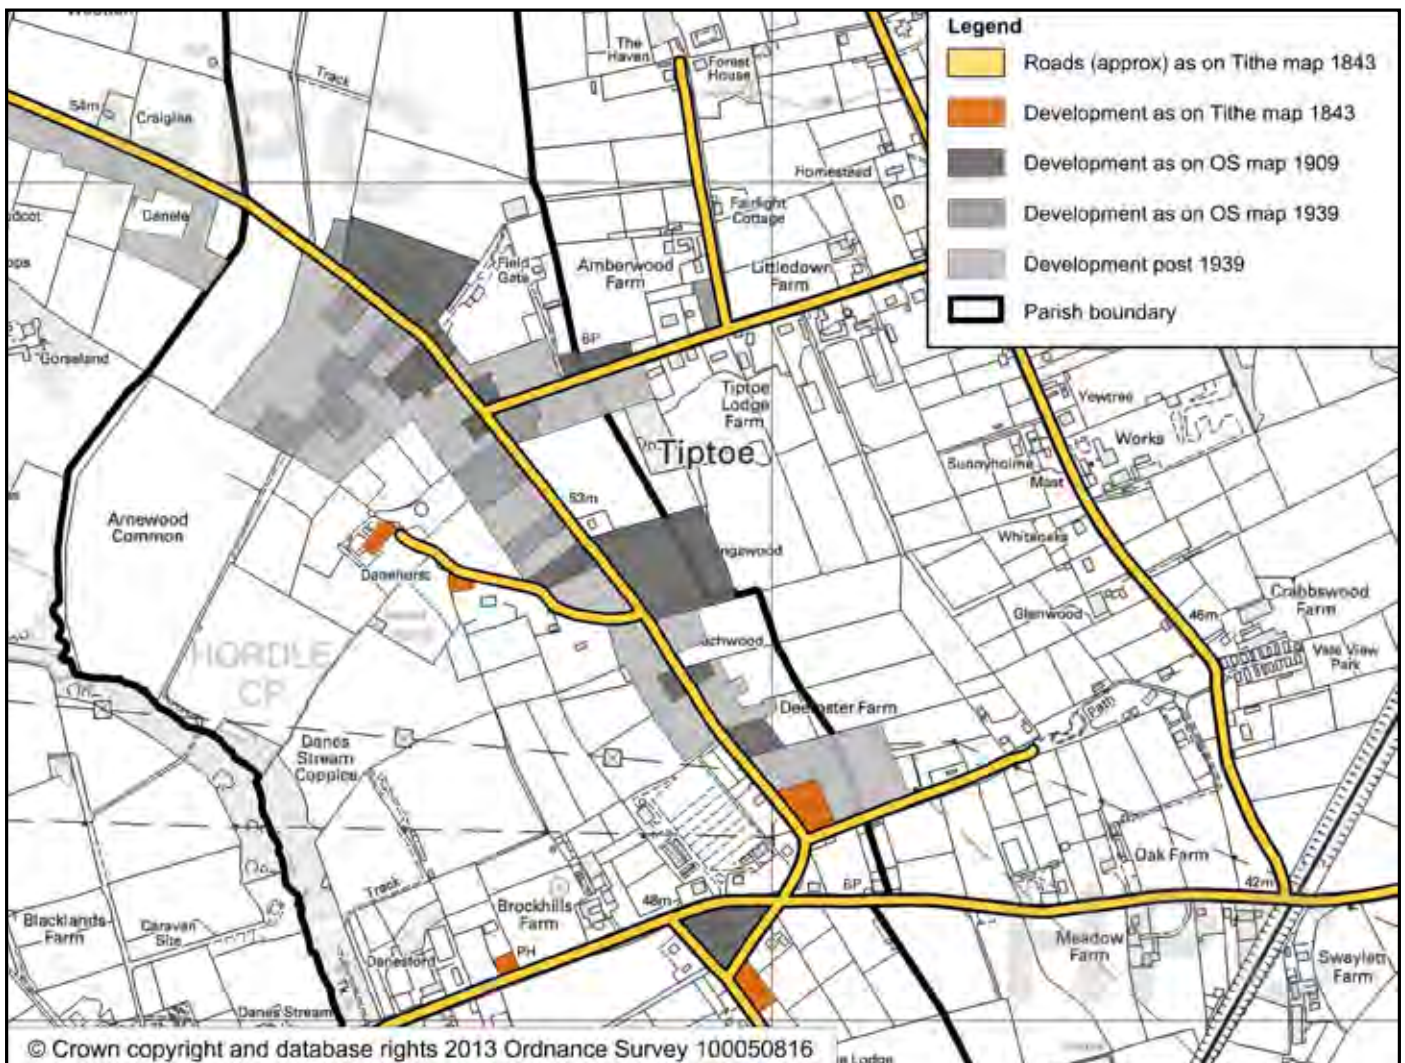 Legend
Roads (approx) as on Tithe map 1843
Development as on Tithe map 1843
Development as on OS map 1909
Development as on OS map 1939
Development post 1939
Parish boundary
The
Haven
Forest
House
Track
54m
Craiglea
Homestead
Danele
Fairlight
Cottage
Field
Gate
Amberwood
Farm
Littledown
Farm
Gorseland
BP
Tiptoe
Lodge
Farm
Yewtree
Works
Tiptoe
Sunnyholme
Mast
53m
Arnewood
Common
Whiteoaks
Danehurst
Glenwood
Crabbswood
Farm
46m
Vale View
Park
HORDLE
CP
Path
Deerpster Farm
Danes
Stream
Coppice
Oak Farm
42m
BP
Track
48m
Brockhills
Farm
Blacklands
Farm
Caravan
Site
Meadow
Farm
PH
Danesford
Swaylett
Farm
Danes Stream
© Crown copyright and database rights 2013 Ordnance Survey 100050816
Lodge